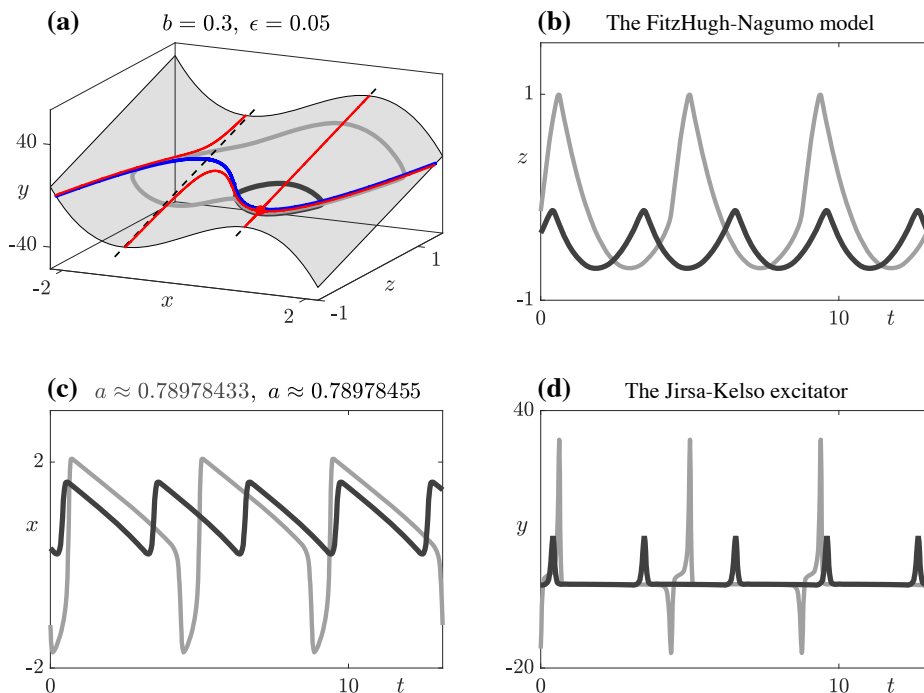 (a) b = 0.3, ϵ = 0.05
40
y
-40
-2
x
2
-1
z
1
(b) The FitzHugh-Nagumo model
1
z
-1
0
10
t
(c) a ≈ 0.78978433, a ≈ 0.78978455
2
x
-2
0
10
t
(d) The Jirsa-Kelso excitator
40
y
-20
0
10
t